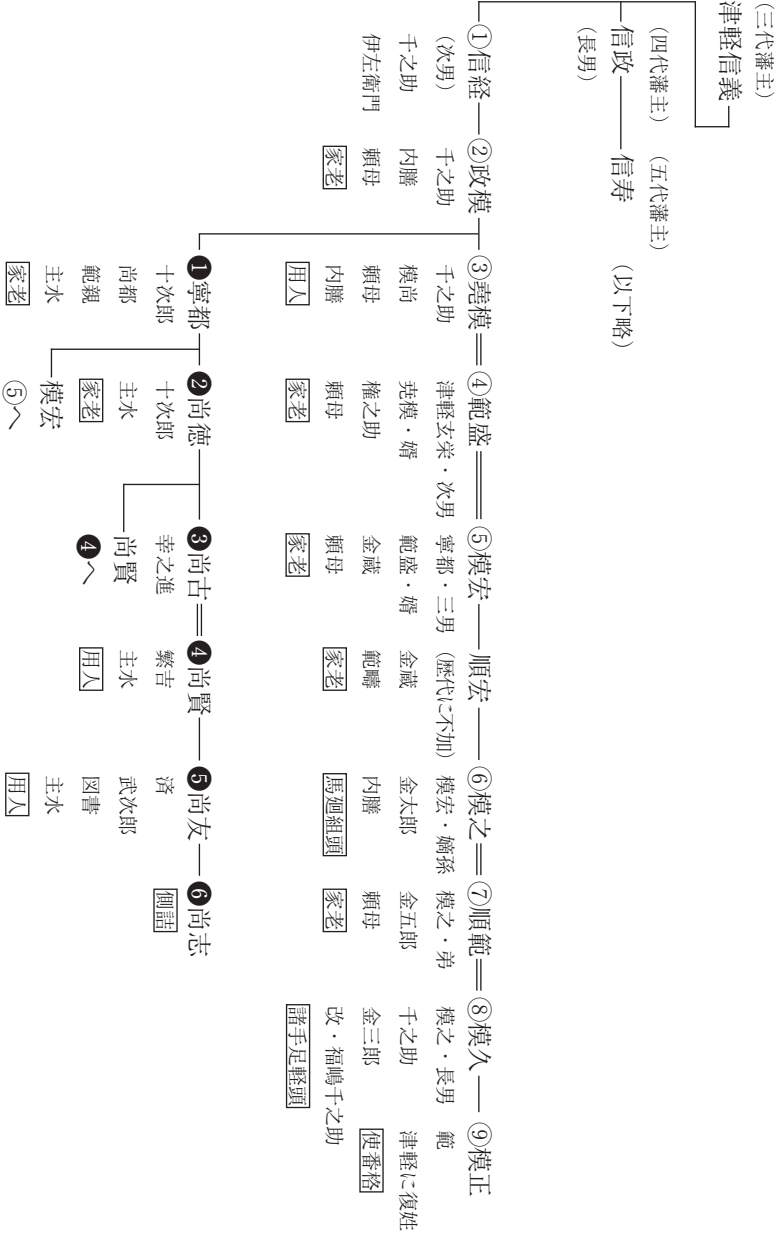 (三代藩主)
津軽信義
(四代藩主)
信政
(長男)
(五代藩主)
信寿
(以下略)
①信経
(次男)
千之助
伊左衛門
②政模
千之助
内膳
頼母
家老
③堯模
千之助
模尚
頼母
内膳
用人
④範盛
津軽玄栄・次男
堯模・婿
権之助
頼母
家老
⑤模宏
寧都・三男
範盛・婿
金蔵
頼母
家老
順宏
(歴代に不加)
金蔵
範疇
家老
⑥模之
模宏・嫡孫
金太郎
内膳
馬廻組頭
⑦順範
模之・弟
金五郎
頼母
家老
⑧模久
模之・長男
千之助
金三郎
改・福嶋千之助
諸手足軽頭
⑨模正
範
津軽に復姓
使番格
❶寧都
十次郎
尚都
範親
主水
家老
❷尚徳
十次郎
主水
家老
模宏
⑤へ
❸尚古
幸之進
尚賢
❹へ
❹尚賢
繁吉
主水
用人
❺尚友
済
武次郎
図書
主水
用人
❻尚志
側詰